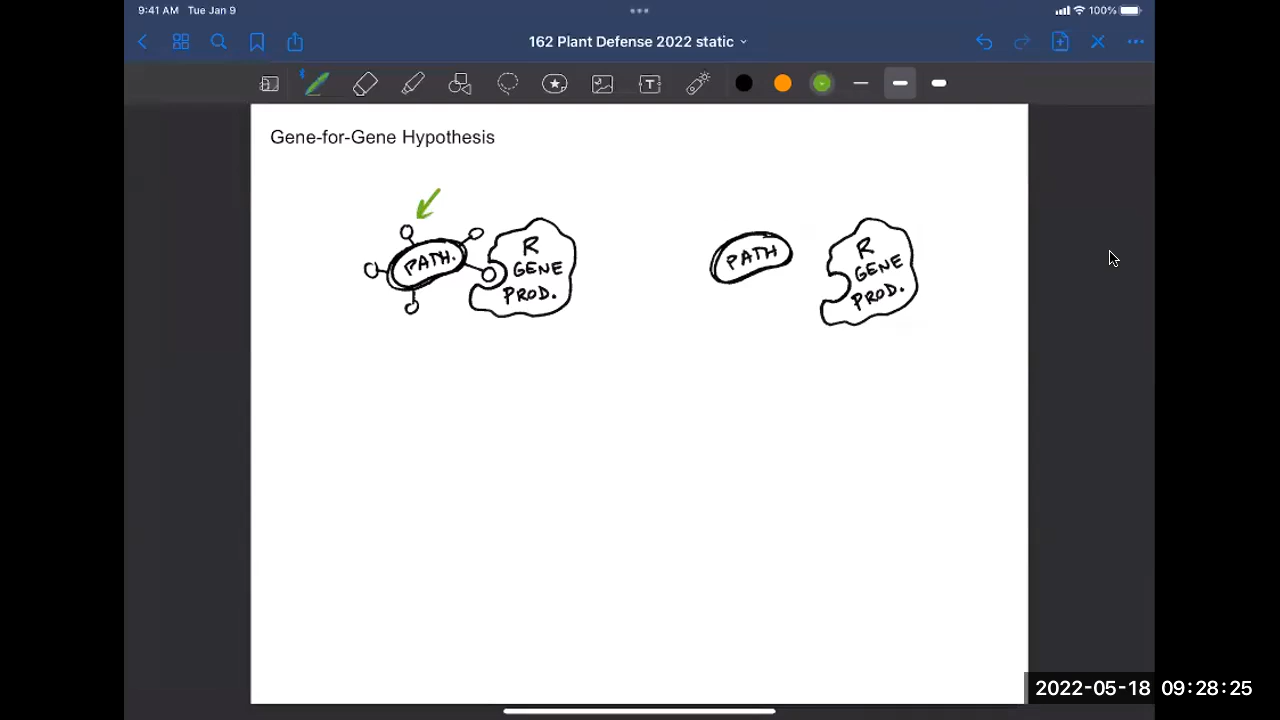 9:41 AM Tue Jan 9
100%
162 Plant Defense 2022 static
T
Gene-for-Gene Hypothesis
PATH.
R
GENE
PROD.
PATH
R
GENE
PROD.
2022-05-18 09:28:25